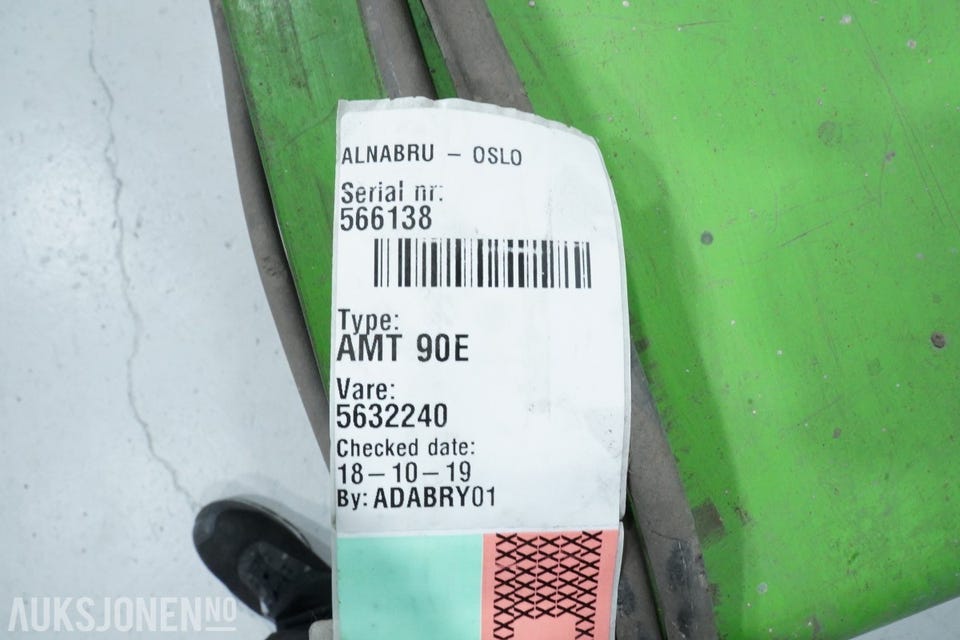 ALNABRU - OSLO
Serial nr:
566138
Type:
AMT 90E
Vare:
5632240
Checked date:
18-10-19
By: ADABRY01
AUKSJONEN.NO